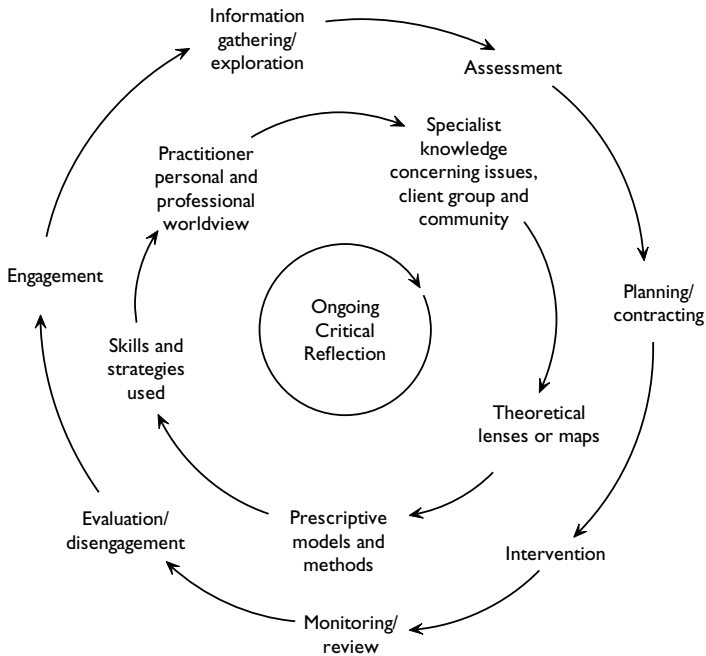 Information
gathering/
exploration
Assessment
Planning/
contracting
Intervention
Monitoring/
review
Evaluation/
disengagement
Engagement
Practitioner
personal and
professional
worldview
Specialist
knowledge
concerning issues,
client group and
community
Theoretical
lenses or maps
Prescriptive
models and
methods
Skills and
strategies
used
Ongoing
Critical
Reflection